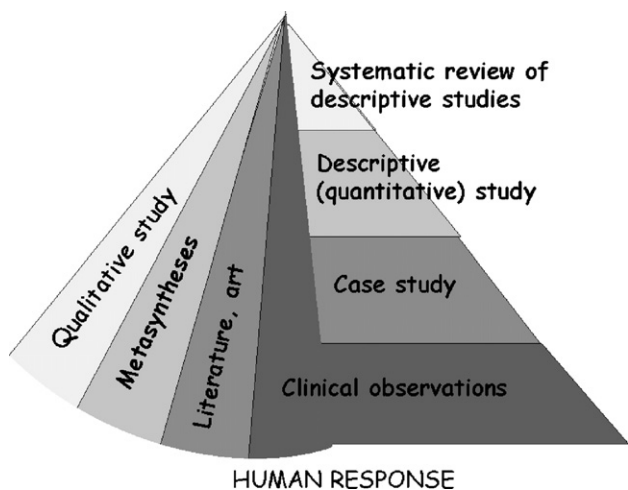 Systematic review of
descriptive studies
Descriptive
(quantitative) study
Case study
Clinical observations
Qualitative study
Metasyntheses
Literature, art
HUMAN RESPONSE